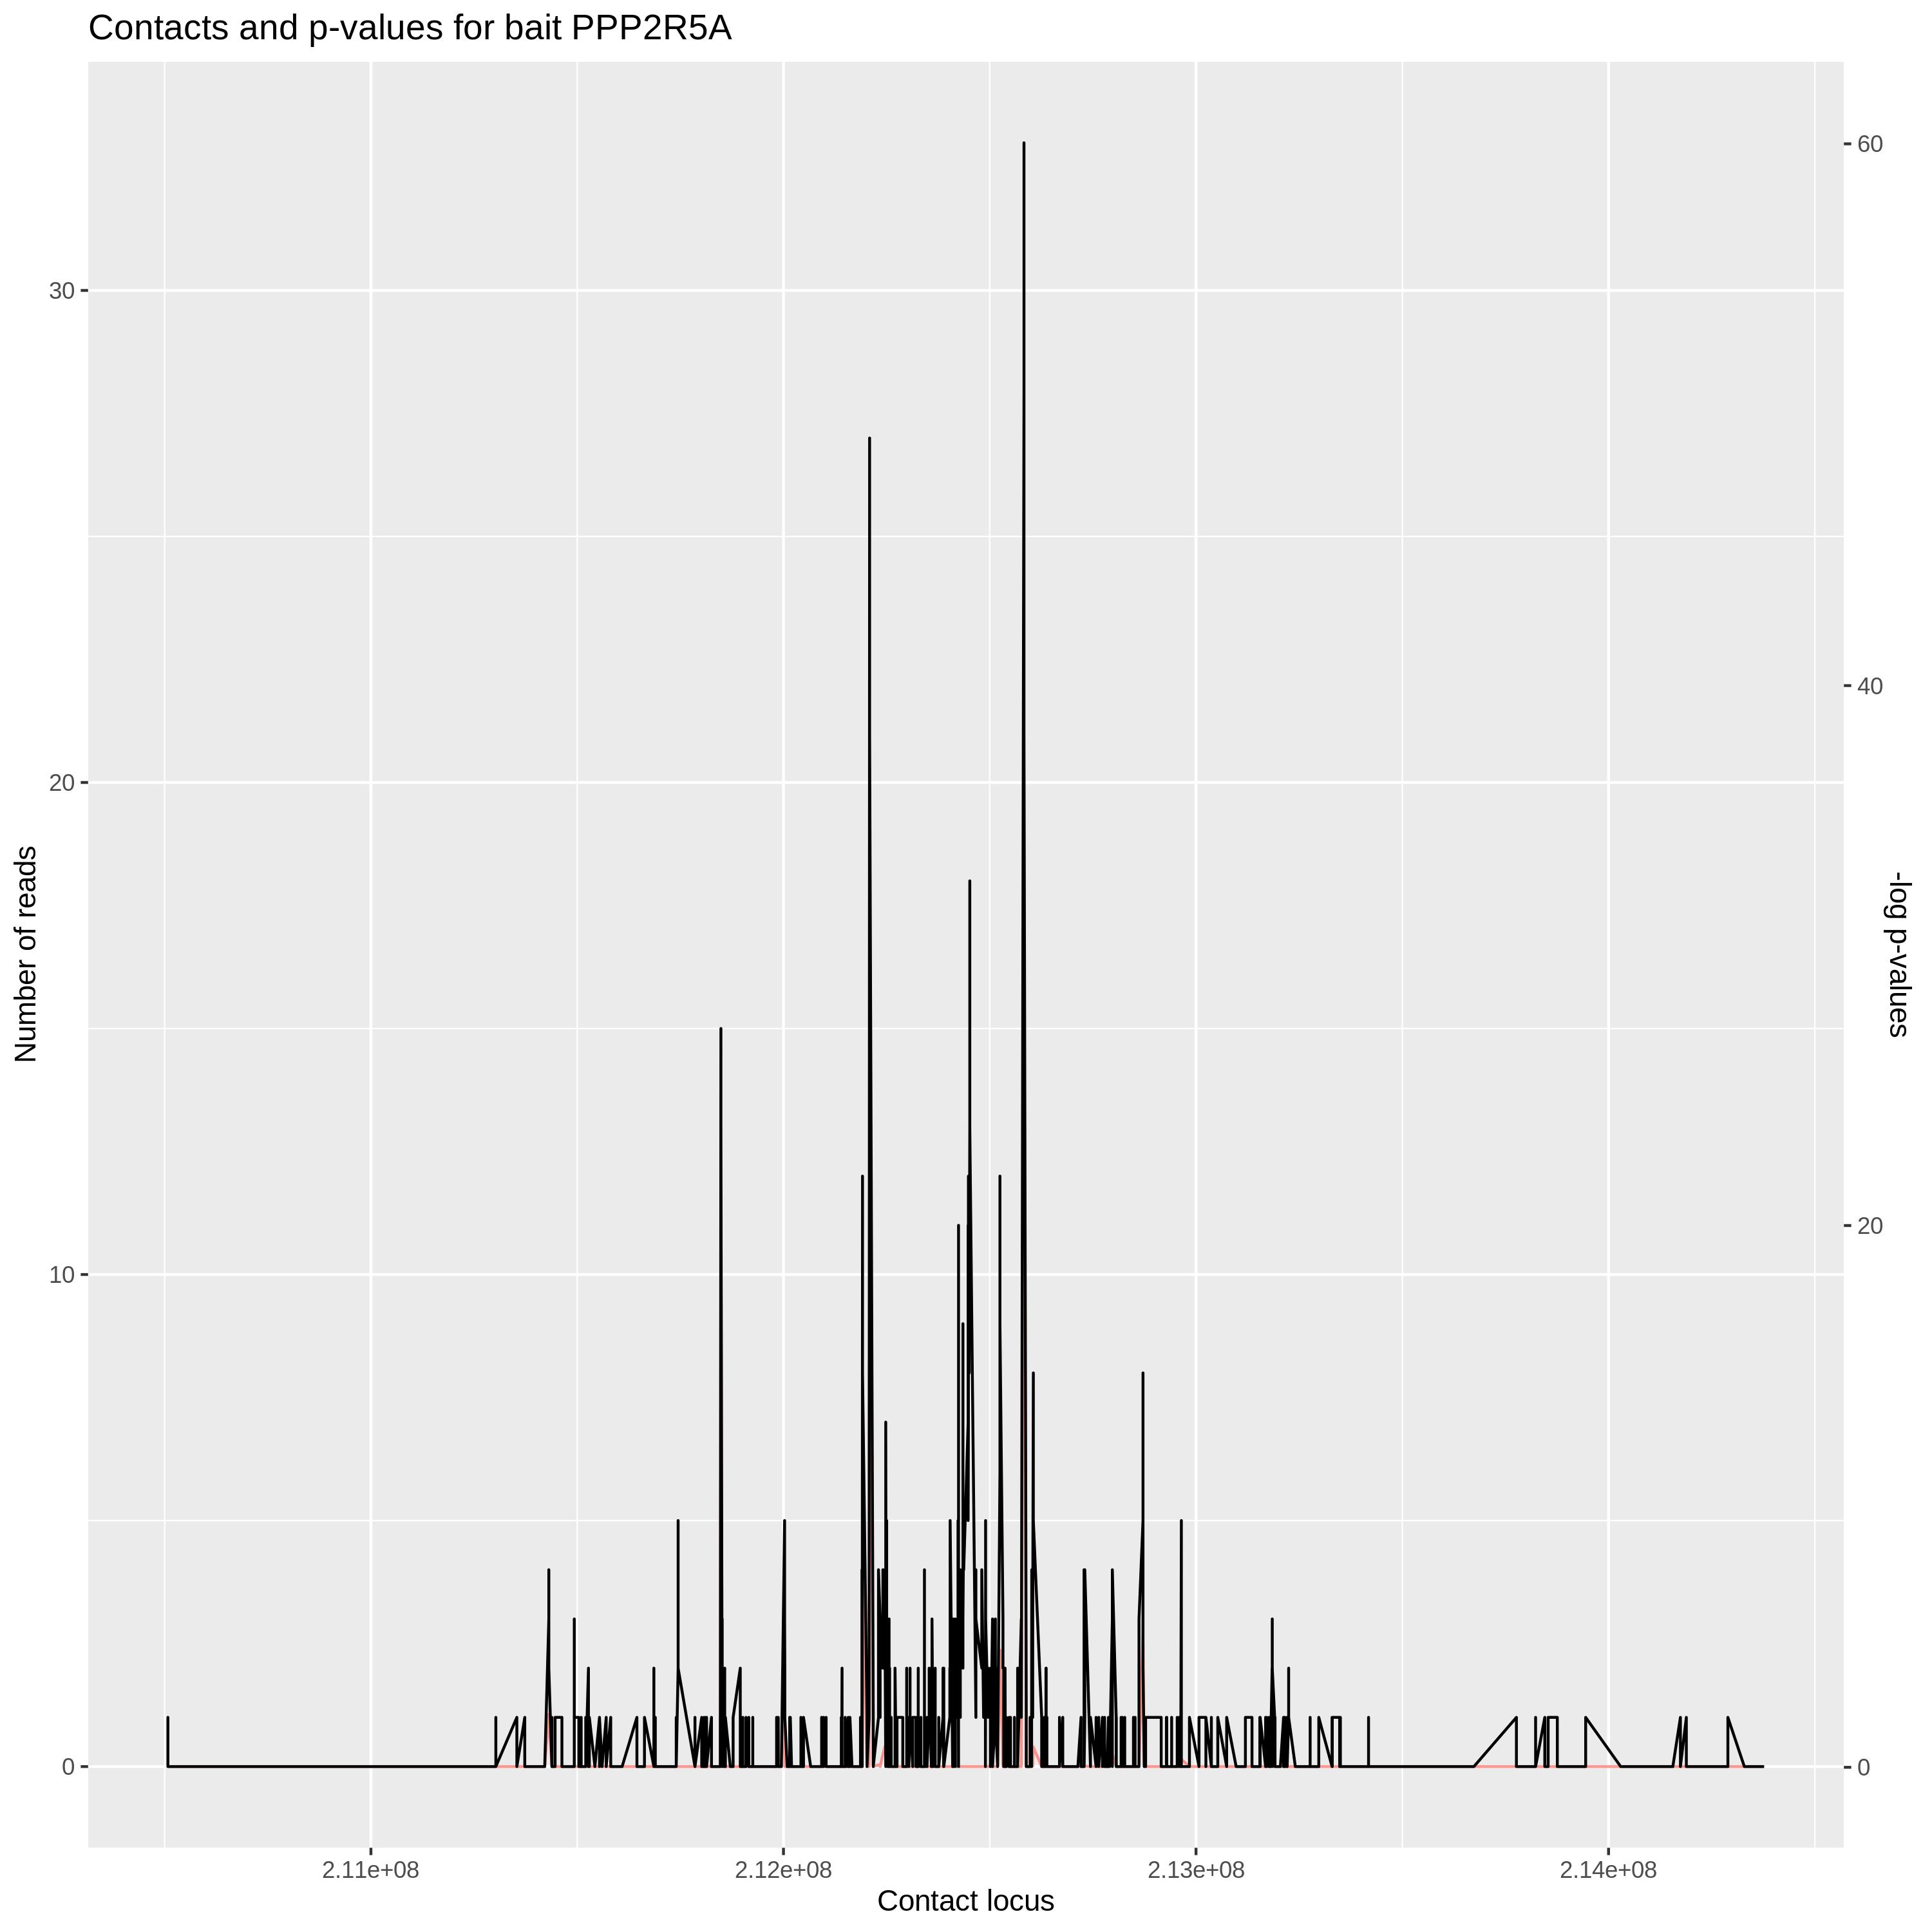 Contacts and p-values for bait PPP2R5A
Number of reads
30
20
10
0
60
40
20
0
-log p-values
2.11e+08
2.12e+08
2.13e+08
2.14e+08
Contact locus